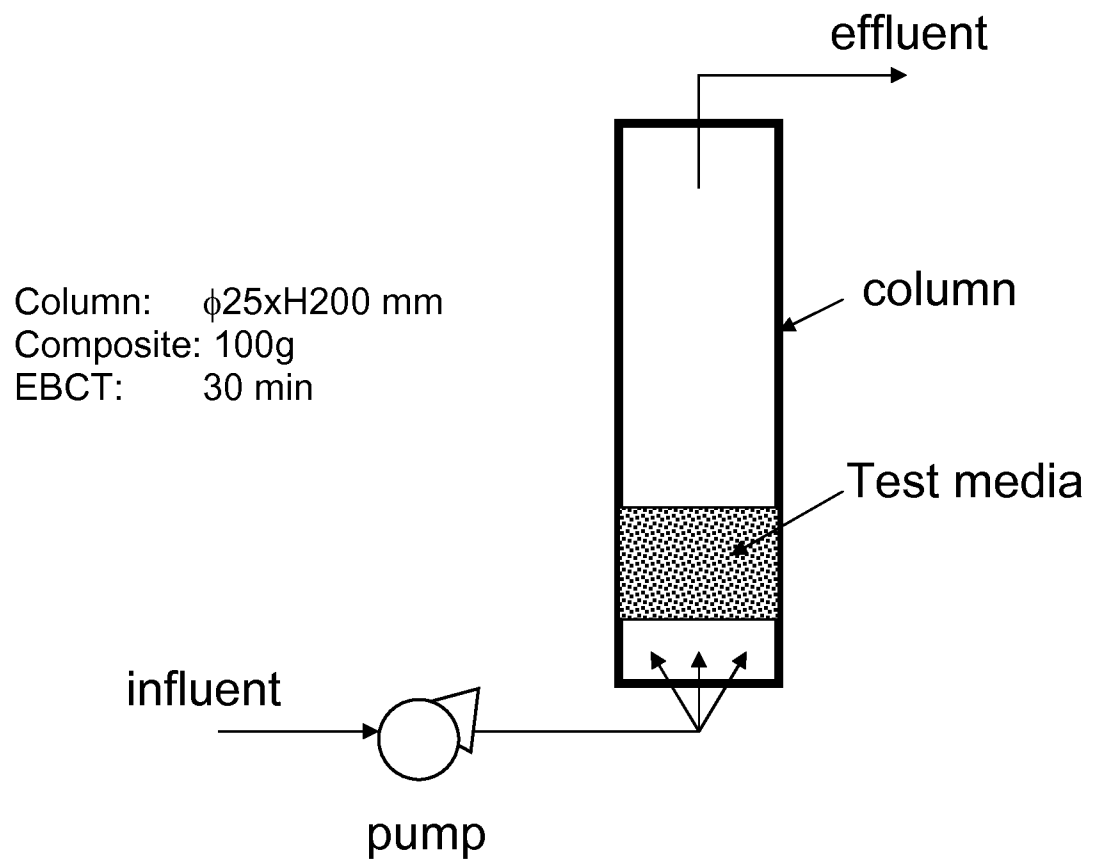 effluent
column
Column: ϕ25xH200 mm
Composite: 100g
EBCT: 30 min
Test media
influent
pump